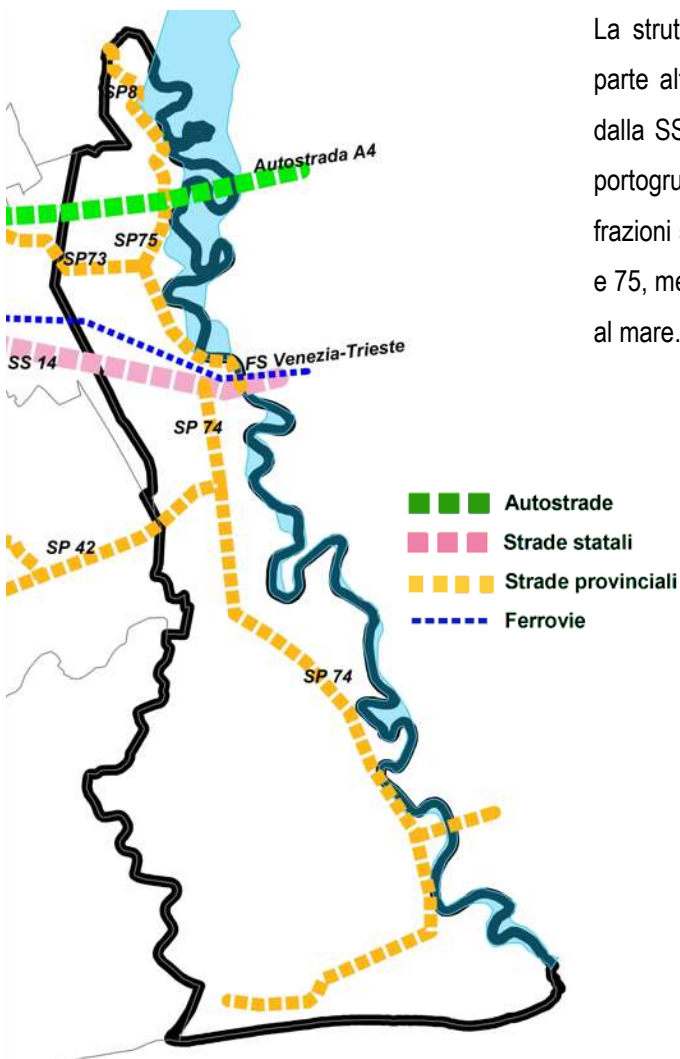 La strut
parte alt
dalla SS
portogru
frazioni
e 75, me
al mare.
SP8
Autostrada A4
SP75
SP73
FS Venezia-Trieste
SS 14
SP 74
SP 42
SP 74
Autostrade
Strade statali
Strade provinciali
Ferrovie